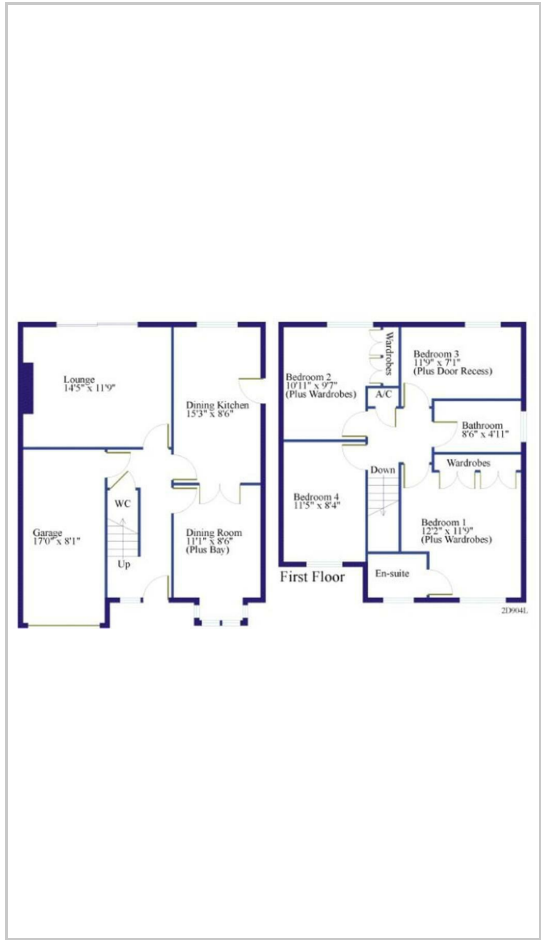 Lounge
14'5" x 11'9"
Dining Kitchen
15'3" x 8'6"
WC
Garage
17'0" x 8'1"
Up
Dining Room
11'1" x 8'6"
(Plus Bay)
Bedroom 2
10'11" x 9'7"
(Plus Wardrobes)
Wardrobes
A/C
Bedroom 3
11'9" x 7'1"
(Plus Door Recess)
Bathroom
8'6" x 4'11"
Wardrobes
Down
Bedroom 4
11'5" x 8'4"
Bedroom 1
12'2" x 11'9"
(Plus Wardrobes)
En-suite
First Floor
2D904L